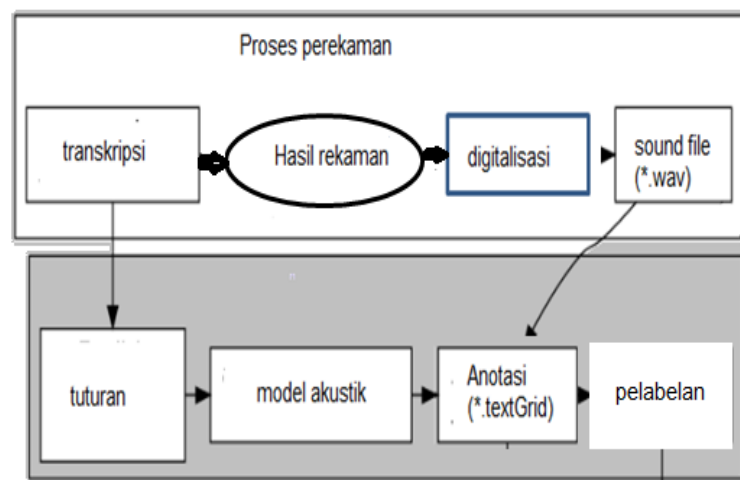 Proses perekaman
transkripsi
Hasil rekaman
digitalisasi
sound file
(*.wav)
tuturan
model akustik
Anotasi
(*.textGrid)
pelabelan